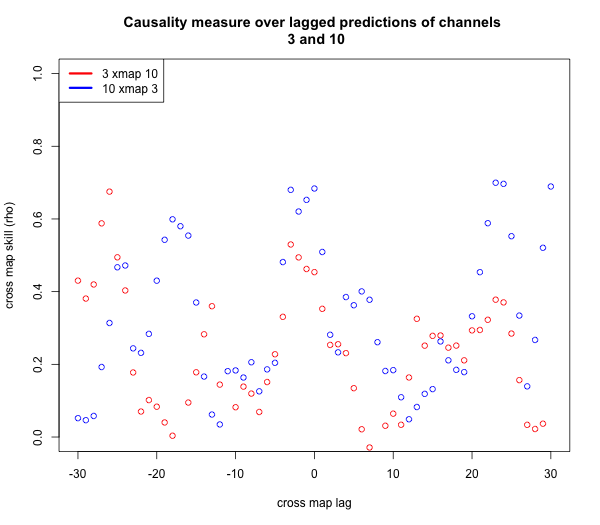 Causality measure over lagged predictions of channels
3 and 10
3 xmap 10
10 xmap 3
1.0
0.8
0.6
0.4
0.2
0.0
cross map skill (rho)
-30 -20 -10 0 10 20 30
cross map lag